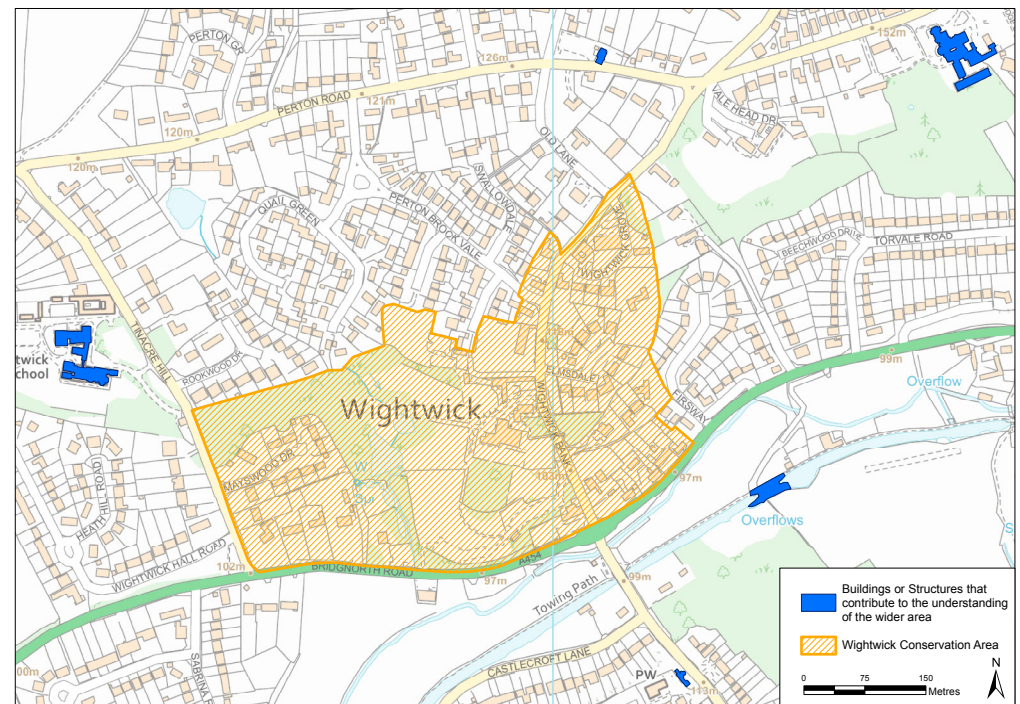 PERTON GR
152m
126m
PERTON ROAD
121m
VALE HEAD DR
120m
120m
OLD LANE
SWALLOWDALE
QUAIL GREEN
PERTON BROCK VALE
WIGHTWICK GROVE
BEECHWOOD DRIVE
TORVALE ROAD
TINACRE HILL
twick
chool
ROOKWOOD DR
ELMSDALE
99m
Overflow
FIRSWAY
Wightwick
WIGHTWICK BANK
MAYSWOOD DR
W
97m
103m
HEATH HILL ROAD
Overflows
WIGHTWICK HALL ROAD
102m
BRIDGNORTH ROAD
A454
97m
99m
Towing Path
00m
SABRINA
CASTLECROFT LANE
PW
113m
Buildings or Structures that
contribute to the understanding
of the wider area
Wightwick Conservation Area
N
0 75 150
Metres